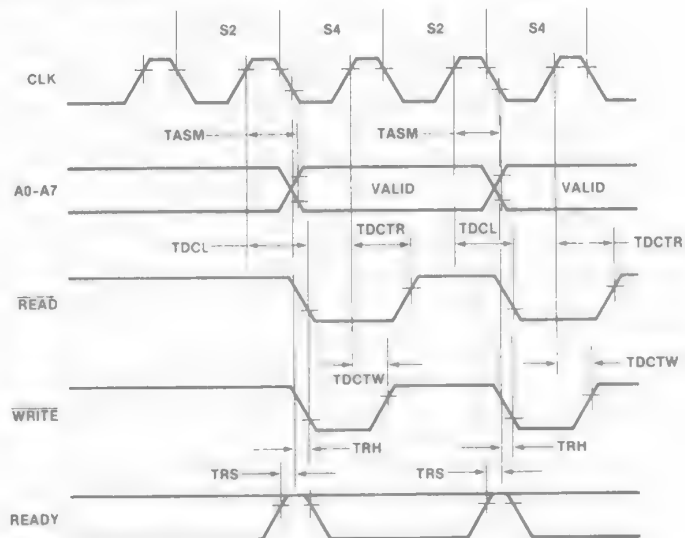 S2 S4 S2 S4
CLK
TASM TASM
A0-A7 VALID VALID
TDCL TDCTR TDCL TDCTR
READ
TDCTW TDCTW
WRITE
TRH TRH
TRS TRS
READY